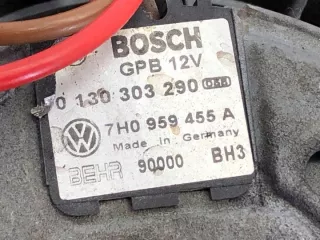 BOSCH
GPB 12V
0 130 303 290
7H0 959 455 A
Made in Germany
BEHR 90000 BH3